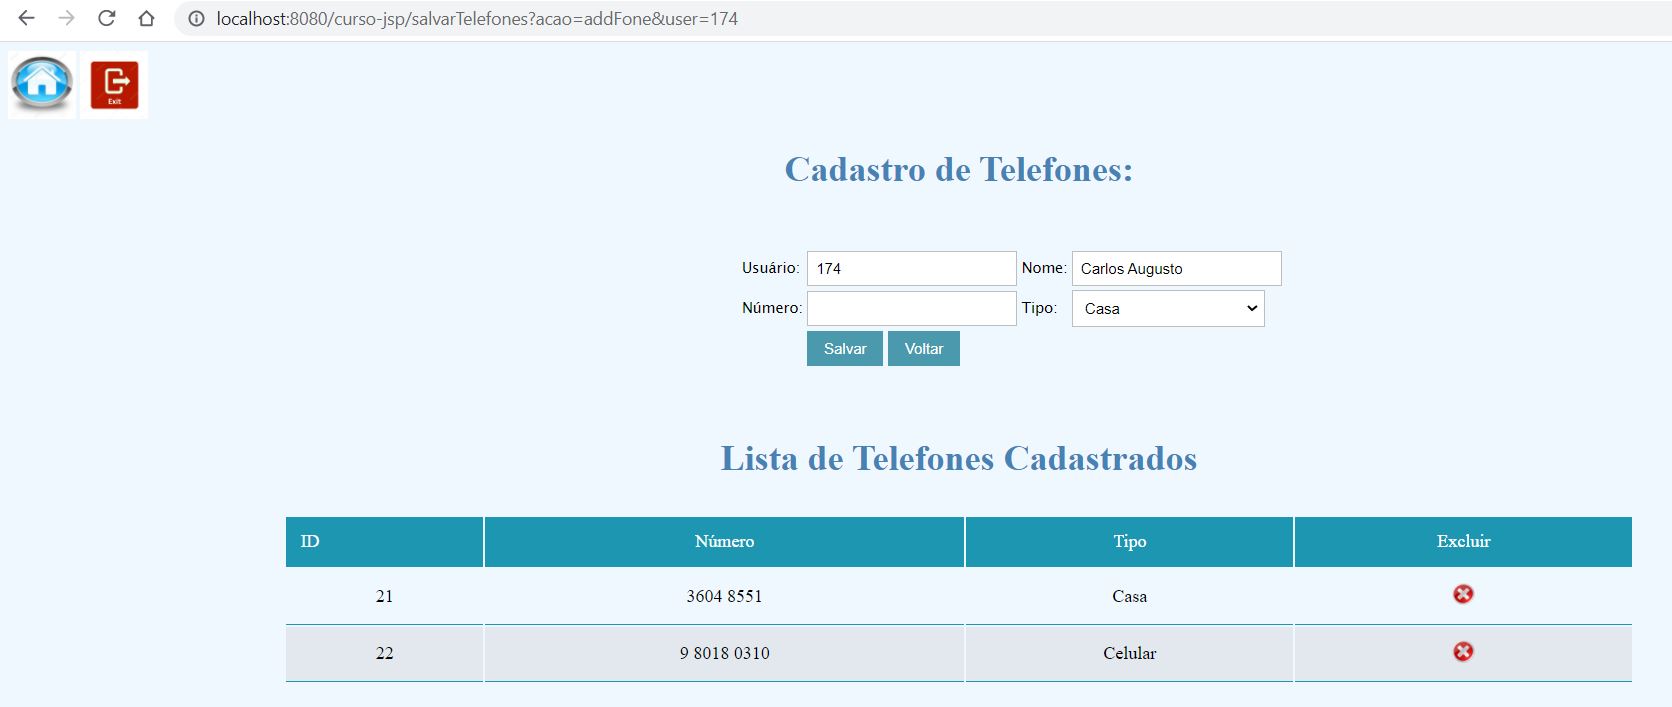 localhost:8080/curso-jsp/salvarTelefones?acao=addFone&user=174
Exit
Cadastro de Telefones:
Usuário: 174 Nome: Carlos Augusto
Número: Tipo: Casa
Salvar Voltar
Lista de Telefones Cadastrados
ID Número Tipo Excluir
21 3604 8551 Casa
22 9 8018 0310 Celular